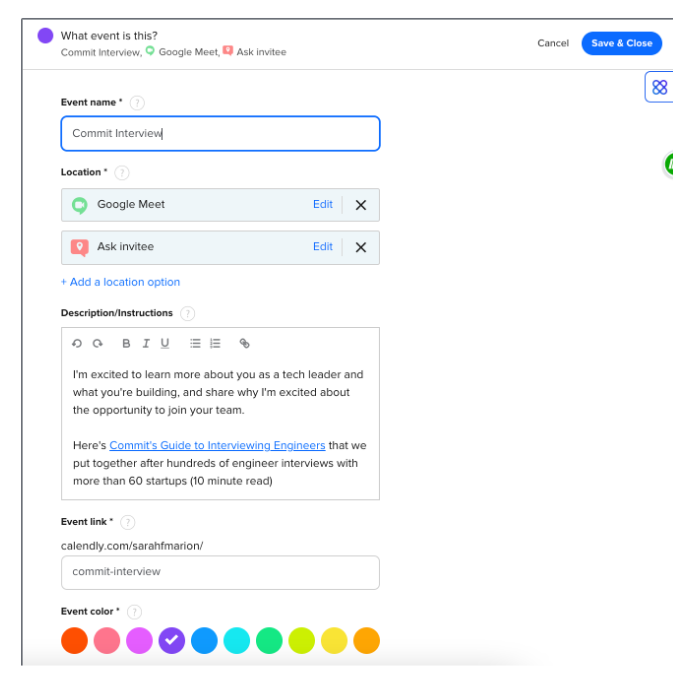 What event is this?
Commit Interview, Google Meet, Ask invitee
Cancel
Save & Close
Event name * ?
Commit Interview
Location * ?
Google Meet Edit
Ask invitee Edit
+ Add a location option
Description/Instructions ?
B I U
I'm excited to learn more about you as a tech leader and
what you're building, and share why I'm excited about
the opportunity to join your team.
Here's Commit's Guide to Interviewing Engineers that we
put together after hundreds of engineer interviews with
more than 60 startups (10 minute read)
Event link * ?
calendly.com/sarahfmarion/
commit-interview
Event color * ?